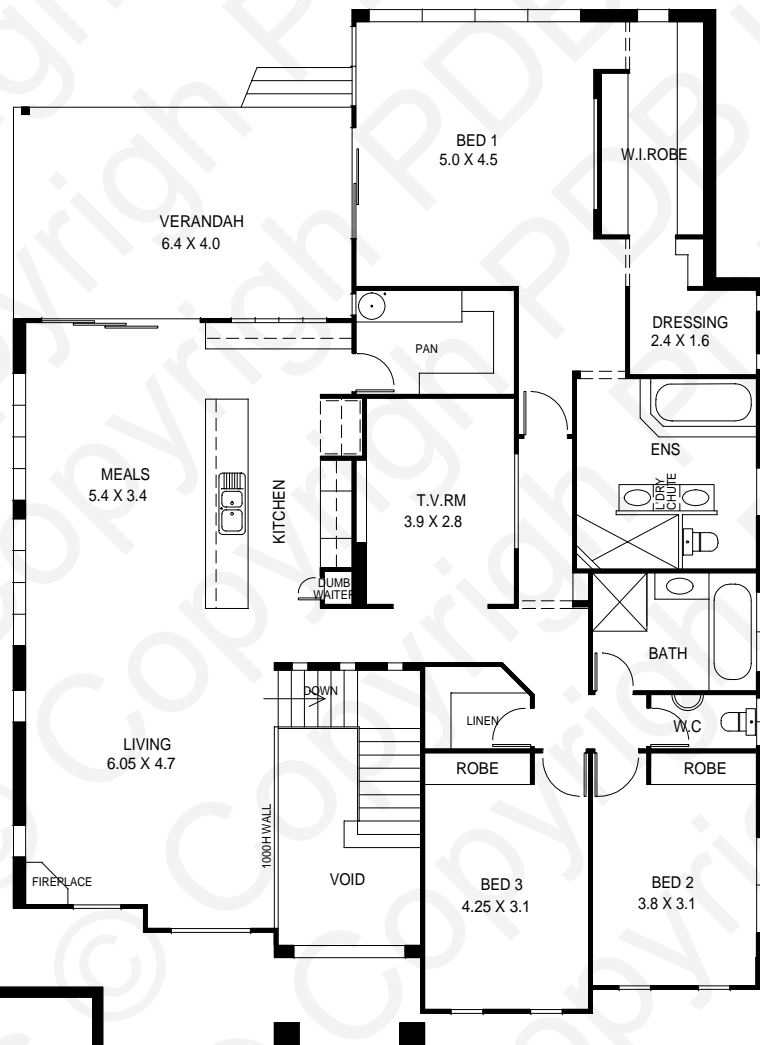 BED 1
5.0 X 4.5
W.I.ROBE
VERANDAH
6.4 X 4.0
DRESSING
2.4 X 1.6
PAN
ENS
L'DRY
CHUTE
MEALS
5.4 X 3.4
KITCHEN
T.V.RM
3.9 X 2.8
DUMB
WAITER
BATH
DOWN
LINEN
W.C
LIVING
6.05 X 4.7
ROBE
ROBE
1000H WALL
FIREPLACE
VOID
BED 3
4.25 X 3.1
BED 2
3.8 X 3.1
© Copyrigh PDB